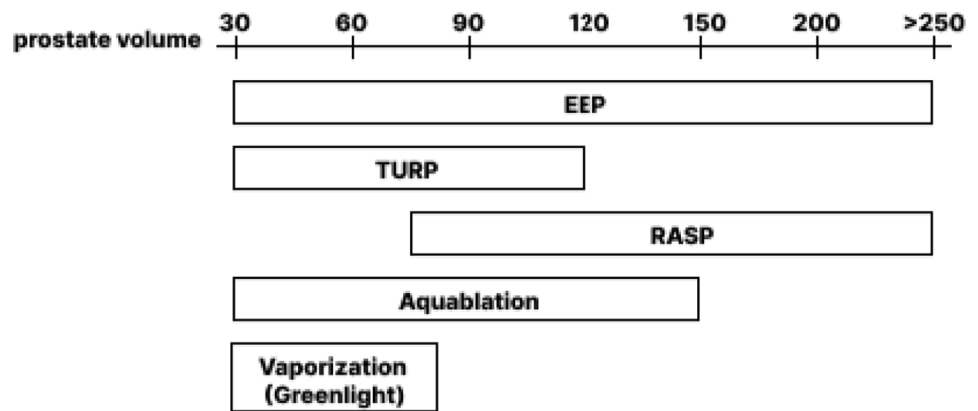 30 60 90 120 150 200 >250
prostate volume
EEP
TURP
RASP
Aquablation
Vaporization
(Greenlight)